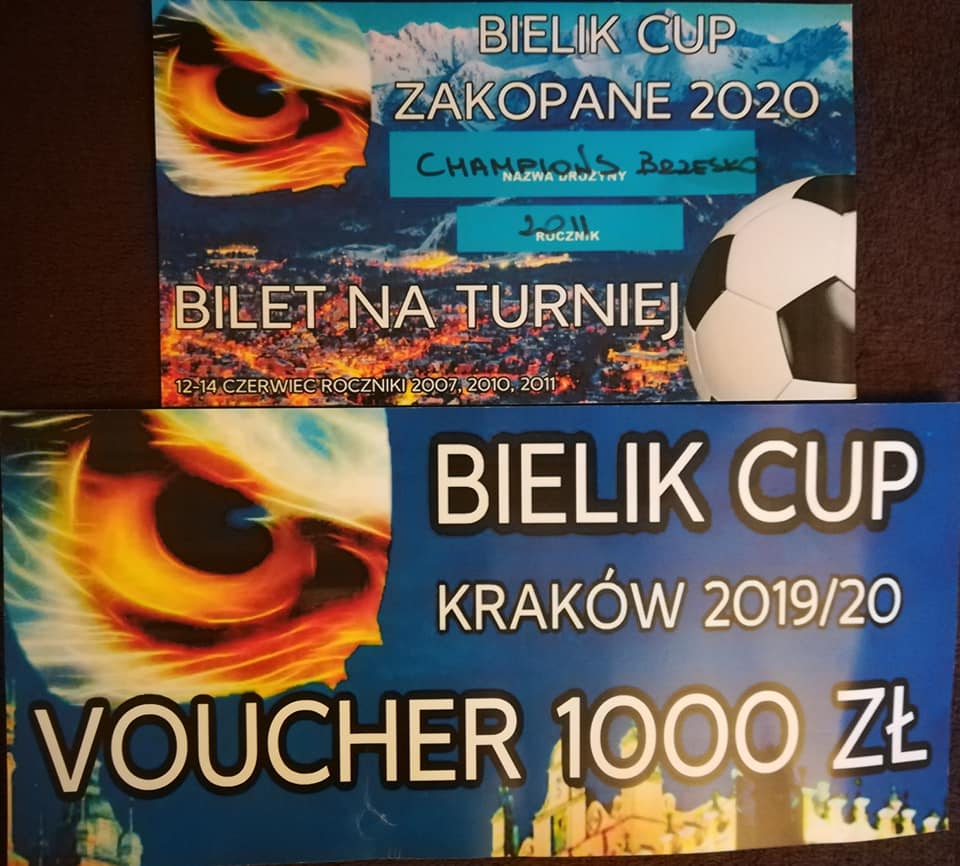 BIELIK CUP
ZAKOPANE 2020
CHAMPIONS BRZESKO
NAZWA DRUŻYNY
2011
ROCZNIK
BILET NA TURNIEJ
12-14 CZERWIEC ROCZNIKI 2007, 2010, 2011
BIELIK CUP
KRAKÓW 2019/20
VOUCHER 1000 ZŁ